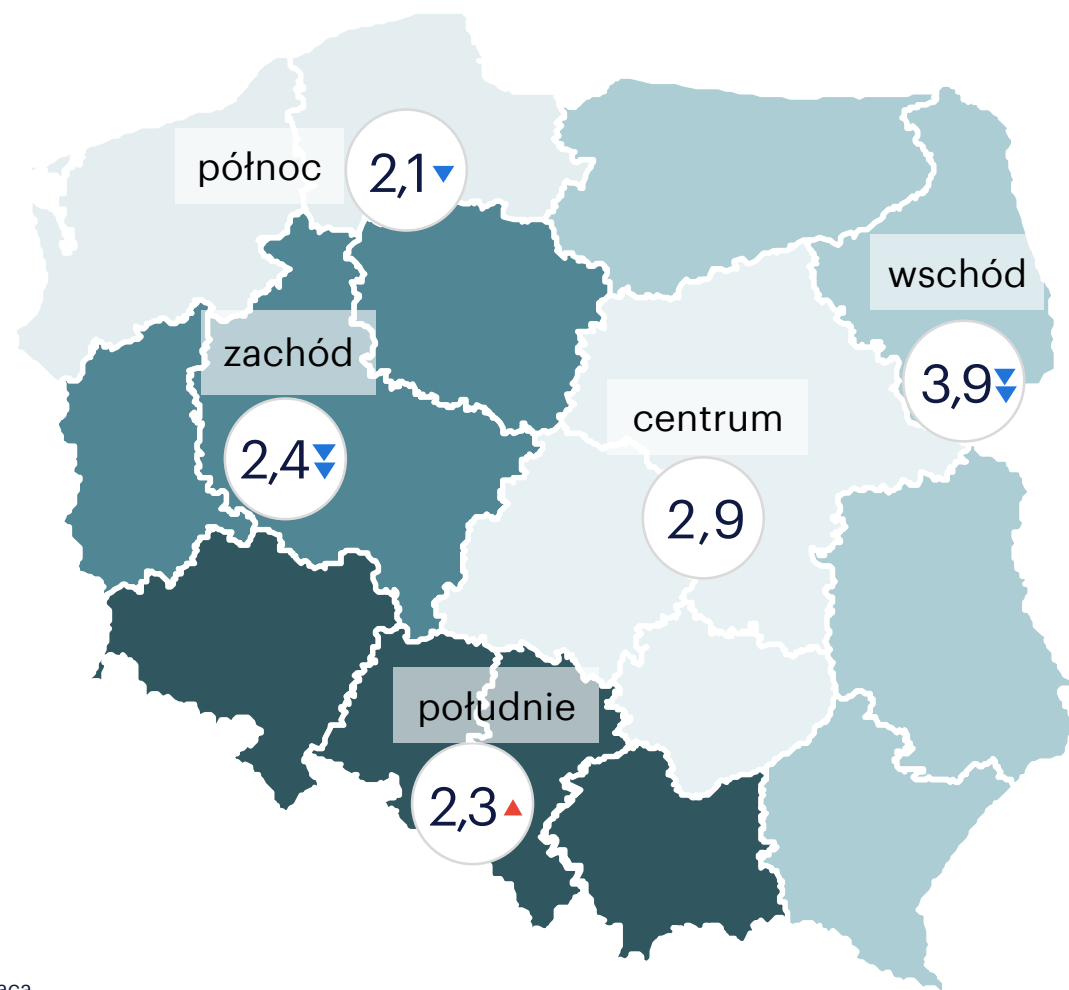 północ
2,1
wschód
3,9
zachód
2,4
centrum
2,9
południe
2,3